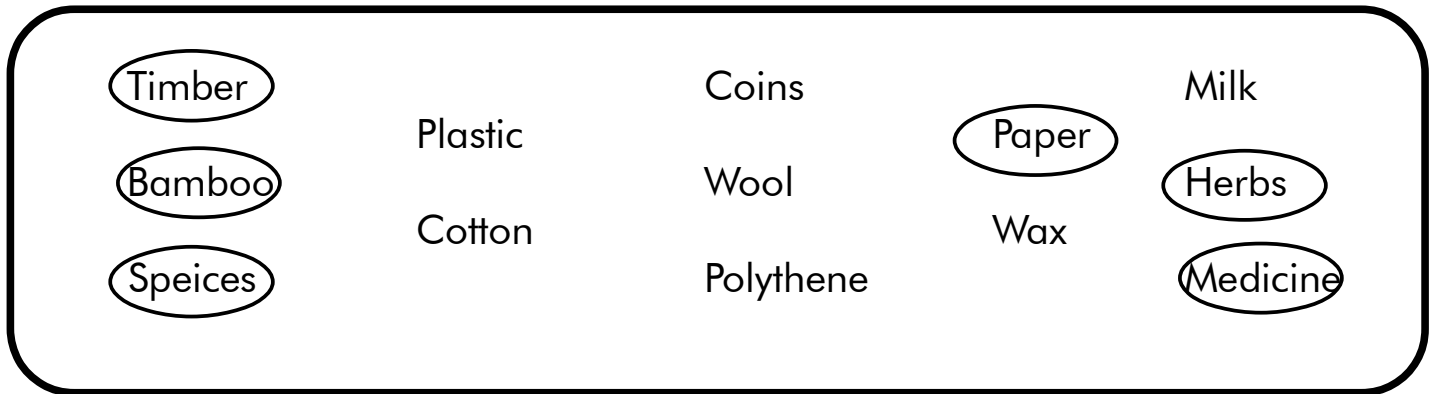 Timber
Bamboo
Speices
Plastic
Cotton
Coins
Wool
Polythene
Paper
Wax
Milk
Herbs
Medicine